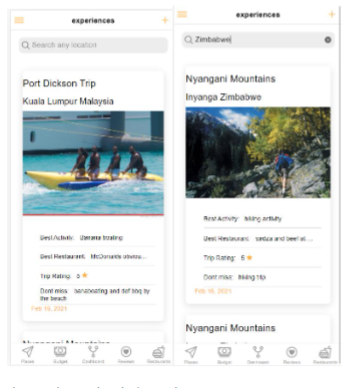 experiences
Search any location
Port Dickson Trip
Kuala Lumpur Malaysia
Best Activity: Banana boating
Best Restaurant: McDonalds obviou...
Trip Rating: 5
Dont miss: bananaboating and def bbq by
the beach
Feb 16, 2021
Nyangani Mountains
Places Budget Dashboard Reviews Restaurants
experiences
Zimbabwe
Nyangani Mountains
Inyanga Zimbabwe
Best Activity: hiking activity
Best Restaurant: sadza and beef at ...
Trip Rating: 5
Dont miss: hiking trip
Feb 16, 2021
Nyangani Mountains
Inyanga Zimbabwe
Places Budget Dashboard Reviews Restaurants